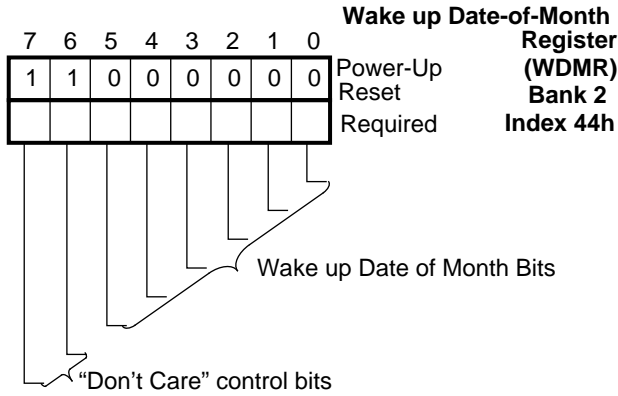 Wake up Date-of-Month
Register
(WDMR)
Bank 2
Index 44h
7 6 5 4 3 2 1 0
1 1 0 0 0 0 0 0
Power-Up
Reset
Required
Wake up Date of Month Bits
“Don’t Care” control bits